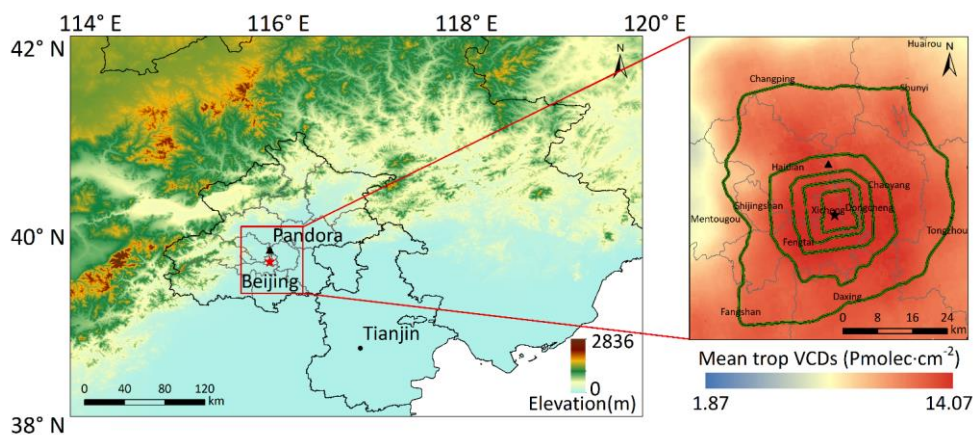 114° E
116° E
118° E
120° E
42° N
40° N
38° N
N
Pandora
Beijing
Tianjin
2836
0
Elevation(m)
0 40 80 120
km
N
Huairou
Changping
Shunyi
Haidian
Chaoyang
Shijingshan
Xicheng
Dongcheng
Mentougou
Tongzhou
Fengtai
Daxing
Fangshan
0 8 16 24
km
Mean trop VCDs (Pmolec·cm⁻²)
1.87
14.07